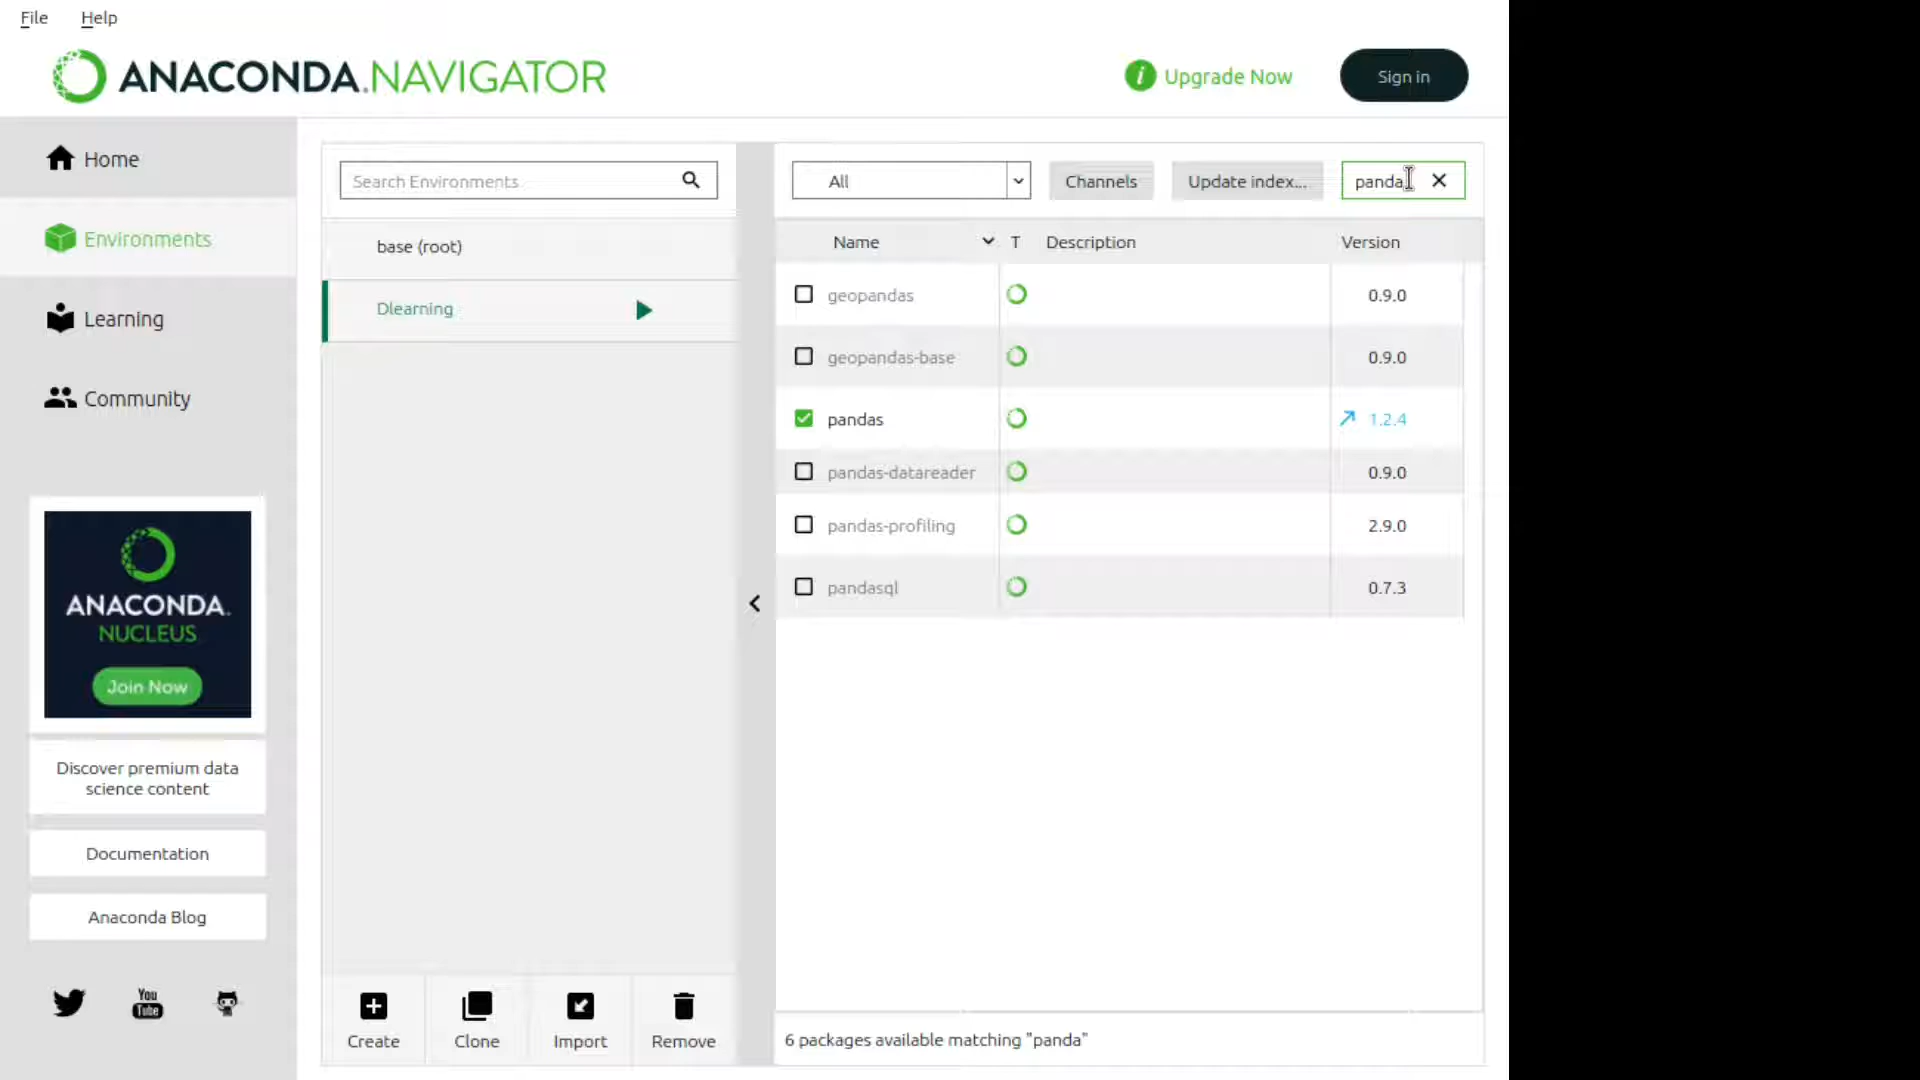 File Help
ANACONDA.NAVIGATOR
Upgrade Now
Sign in
Home
Environments
Learning
Community
ANACONDA.
NUCLEUS
Join Now
Discover premium data
science content
Documentation
Anaconda Blog
You
Tube
Search Environments
base (root)
Dlearning
Create
Clone
Import
Remove
All
Channels
Update index...
panda
Name T Description Version
geopandas 0.9.0
geopandas-base 0.9.0
pandas 1.2.4
pandas-datareader 0.9.0
pandas-profiling 2.9.0
pandasql 0.7.3
6 packages available matching "panda"